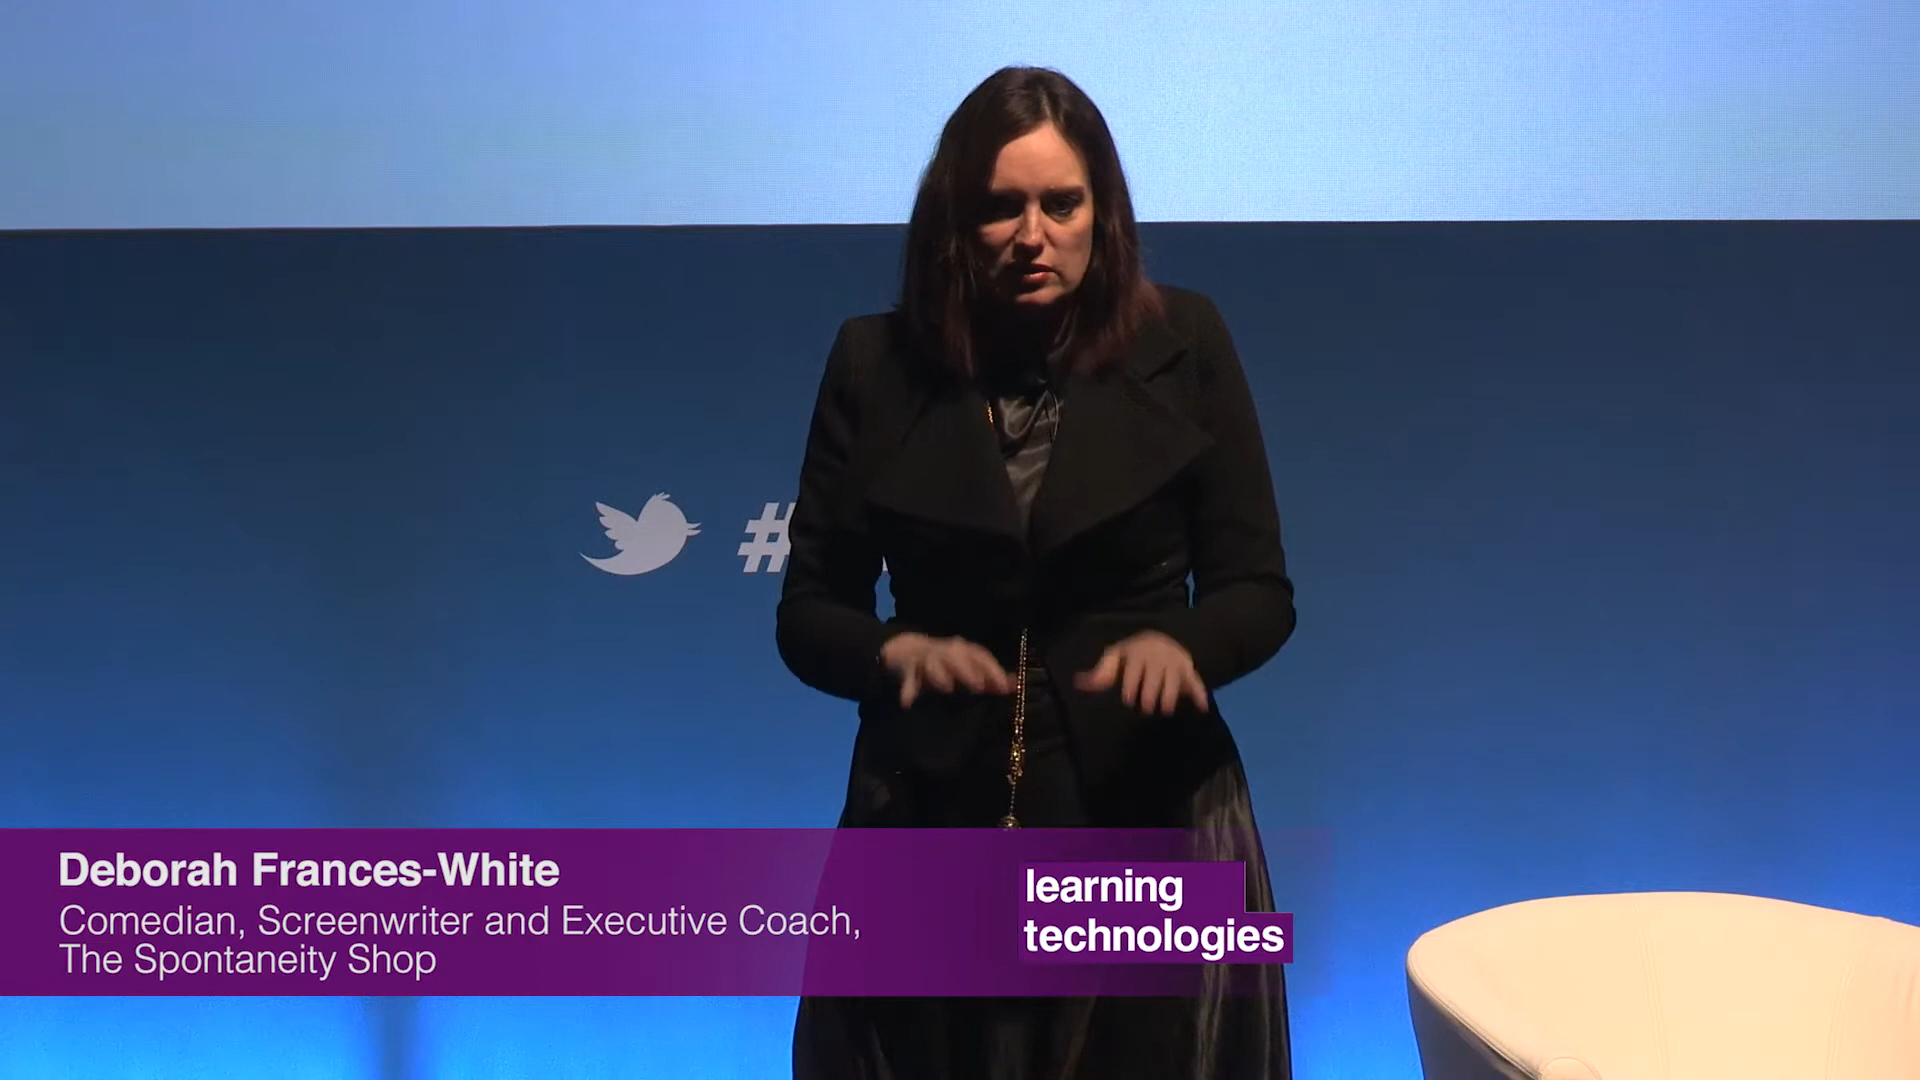 #
Deborah Frances-White
Comedian, Screenwriter and Executive Coach,
The Spontaneity Shop
learning
technologies